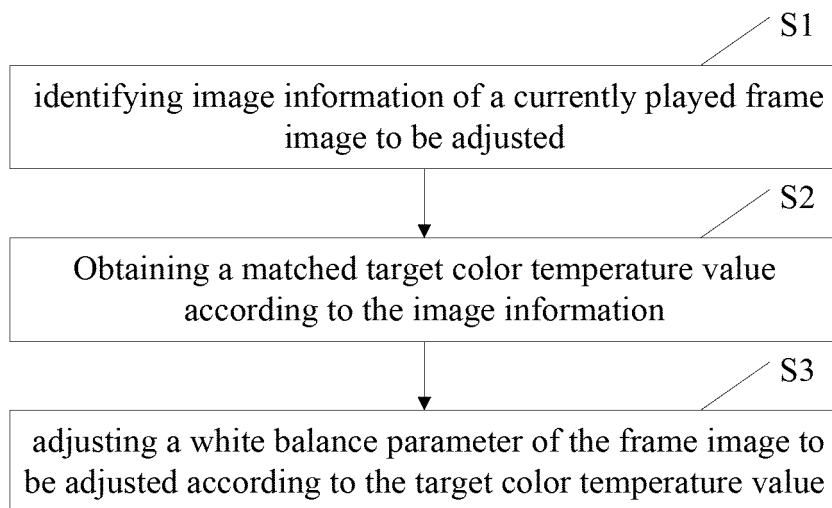 S1
identifying image information of a currently played frame
image to be adjusted
S2
Obtaining a matched target color temperature value
according to the image information
S3
adjusting a white balance parameter of the frame image to
be adjusted according to the target color temperature value